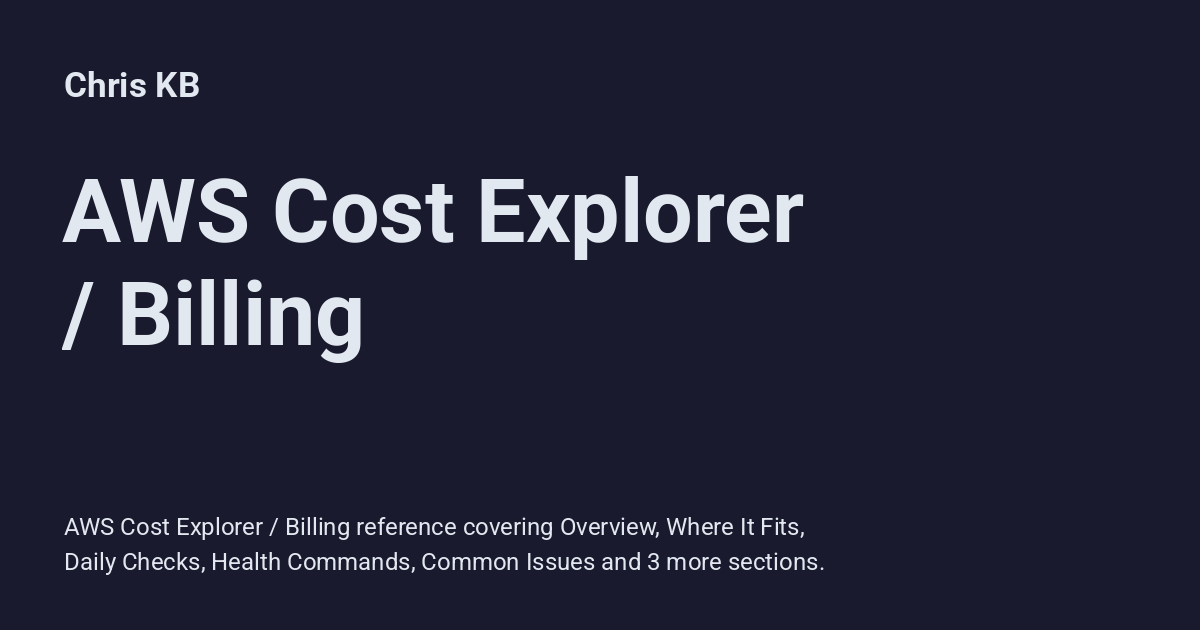 Chris KB
AWS Cost Explorer
/ Billing
AWS Cost Explorer / Billing reference covering Overview, Where It Fits,
Daily Checks, Health Commands, Common Issues and 3 more sections.